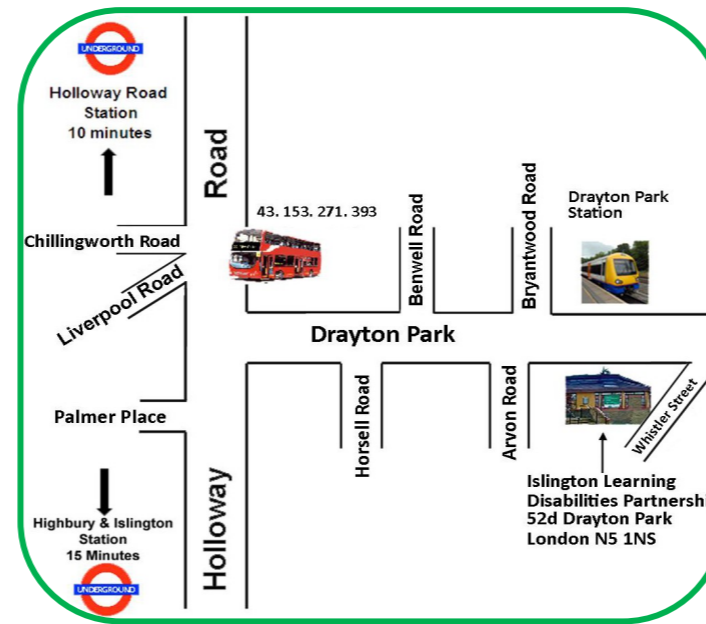 UNDERGROUND
Holloway Road
Station
10 minutes
Road
43. 153. 271. 393
Chillingworth Road
Liverpool Road
Benwell Road
Bryantwood Road
Drayton Park
Station
Drayton Park
Palmer Place
Horsell Road
Arvon Road
Whistler Street
Holloway
Islington Learning
Disabilities Partnersh
52d Drayton Park
London N5 1NS
Highbury & Islington
Station
15 Minutes
UNDERGROUND